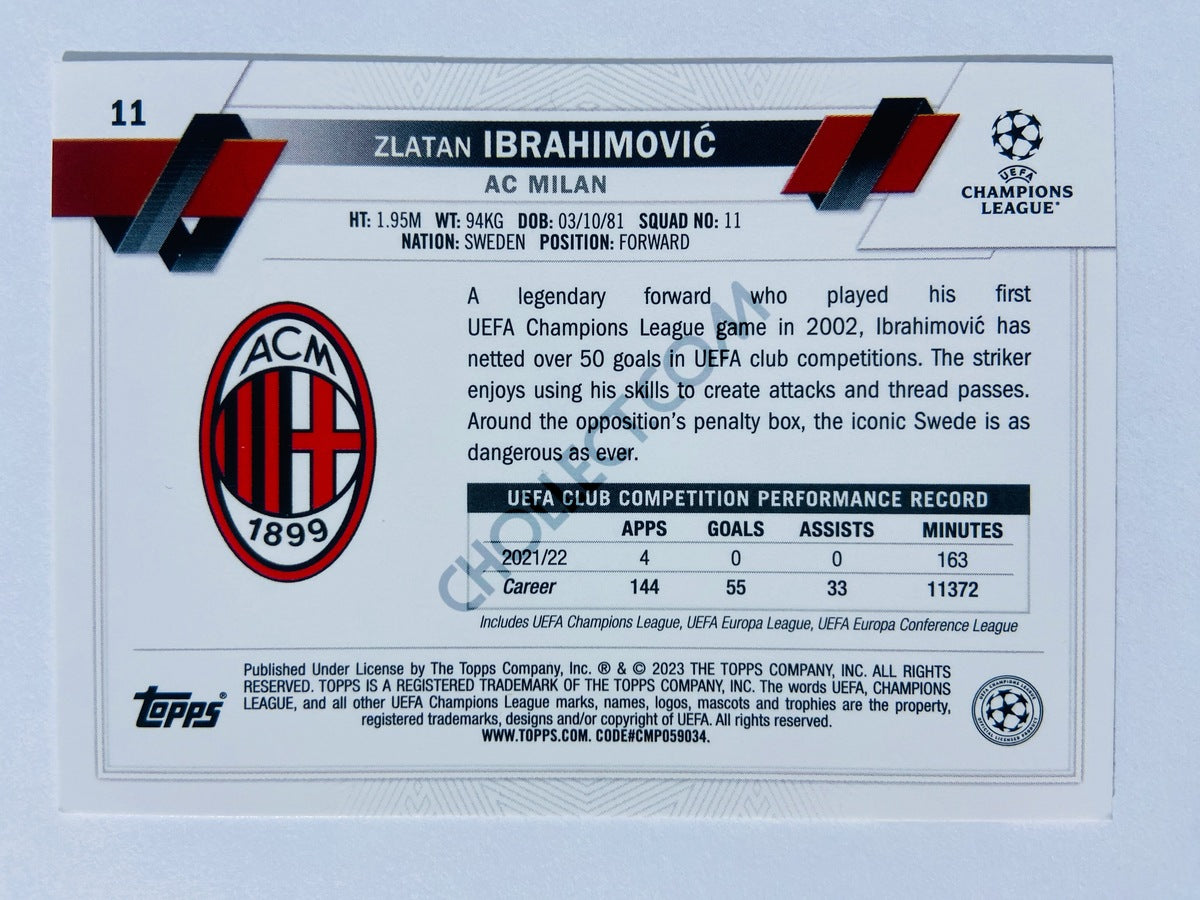 11
ZLATAN IBRAHIMOVIĆ
AC MILAN
HT: 1.95M WT: 94KG DOB: 03/10/81 SQUAD NO: 11
NATION: SWEDEN POSITION: FORWARD
UEFA
CHAMPIONS
LEAGUE®
ACM
1899
A legendary forward who played his first
UEFA Champions League game in 2002, Ibrahimović has
netted over 50 goals in UEFA club competitions. The striker
enjoys using his skills to create attacks and thread passes.
Around the opposition's penalty box, the iconic Swede is as
dangerous as ever.
CHOLLECT.COM
UEFA CLUB COMPETITION PERFORMANCE RECORD
APPS GOALS ASSISTS MINUTES
2021/22 4 0 0 163
Career 144 55 33 11372
Includes UEFA Champions League, UEFA Europa League, UEFA Europa Conference League
Topps®
Published Under License by The Topps Company, Inc. ® & © 2023 THE TOPPS COMPANY, INC. ALL RIGHTS
RESERVED. TOPPS IS A REGISTERED TRADEMARK OF THE TOPPS COMPANY, INC. The words UEFA, CHAMPIONS
LEAGUE, and all other UEFA Champions League marks, names, logos, mascots and trophies are the property,
registered trademarks, designs and/or copyright of UEFA. All rights reserved.
WWW.TOPPS.COM. CODE#CMP059034.
UEFA CHAMPIONS LEAGUE
OFFICIAL LICENSED PRODUCT